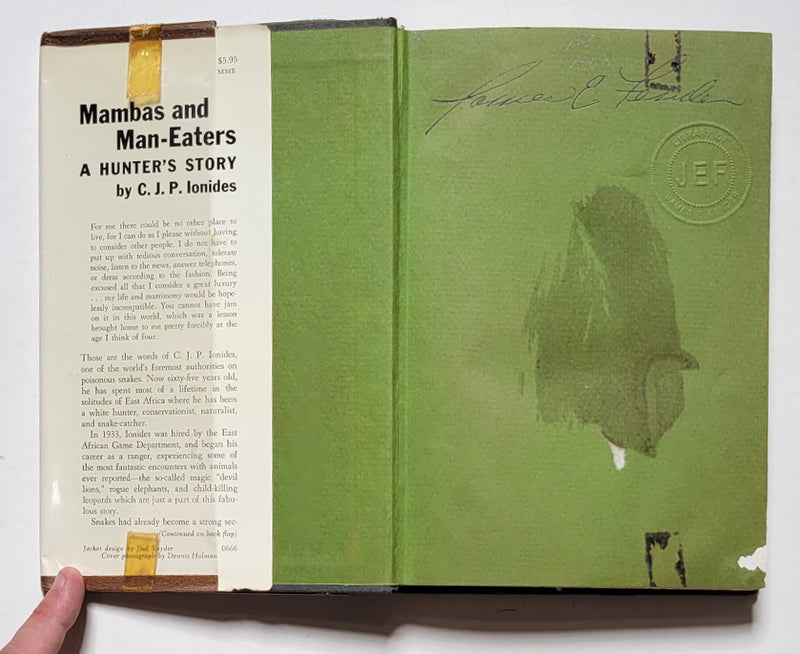 $5.95
MME
Mambas and
Man-Eaters
A HUNTER'S STORY
by C. J. P. Ionides
For me there could be no other place to
live, for I can do as I please without having
to consider other people. I do not have to
put up with tedious conversation, tolerate
noise, listen to the news, answer telephones,
or dress according to the fashion. Being
excused all that I consider a great luxury
. . . my life and matrimony would be hope-
lessly incompatible. You cannot have jam
on it in this world, which was a lesson
brought home to me pretty forcibly at the
age I think of four.
Those are the words of C. J. P. Ionides,
one of the world's foremost authorities on
poisonous snakes. Now sixty-five years old,
he has spent most of a lifetime in the
solitudes of East Africa where he has been
a white hunter, conservationist, naturalist,
and snake-catcher.
In 1933, Ionides was hired by the East
African Game Department, and began his
career as a ranger, experiencing some of
the most fantastic encounters with animals
ever reported—the so-called magic "devil
lions," rogue elephants, and child-killing
leopards which are just a part of this fabu-
lous story.
Snakes had already become a strong sec-
(Continued on back flap)
Jacket design by Joel Snyder 0666
Cover photograph by Dennis Holman
James E
LIBRARY OF
JEF